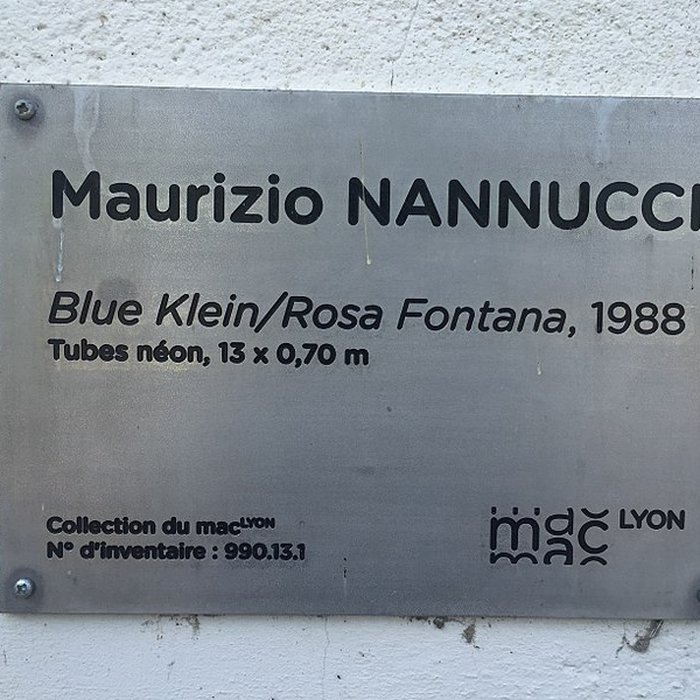 Maurizio NANNUCCI
Blue Klein/Rosa Fontana, 1988
Tubes néon, 13 x 0,70 m
Collection du macLYON
N° d'inventaire : 990.13.1
mac LYON